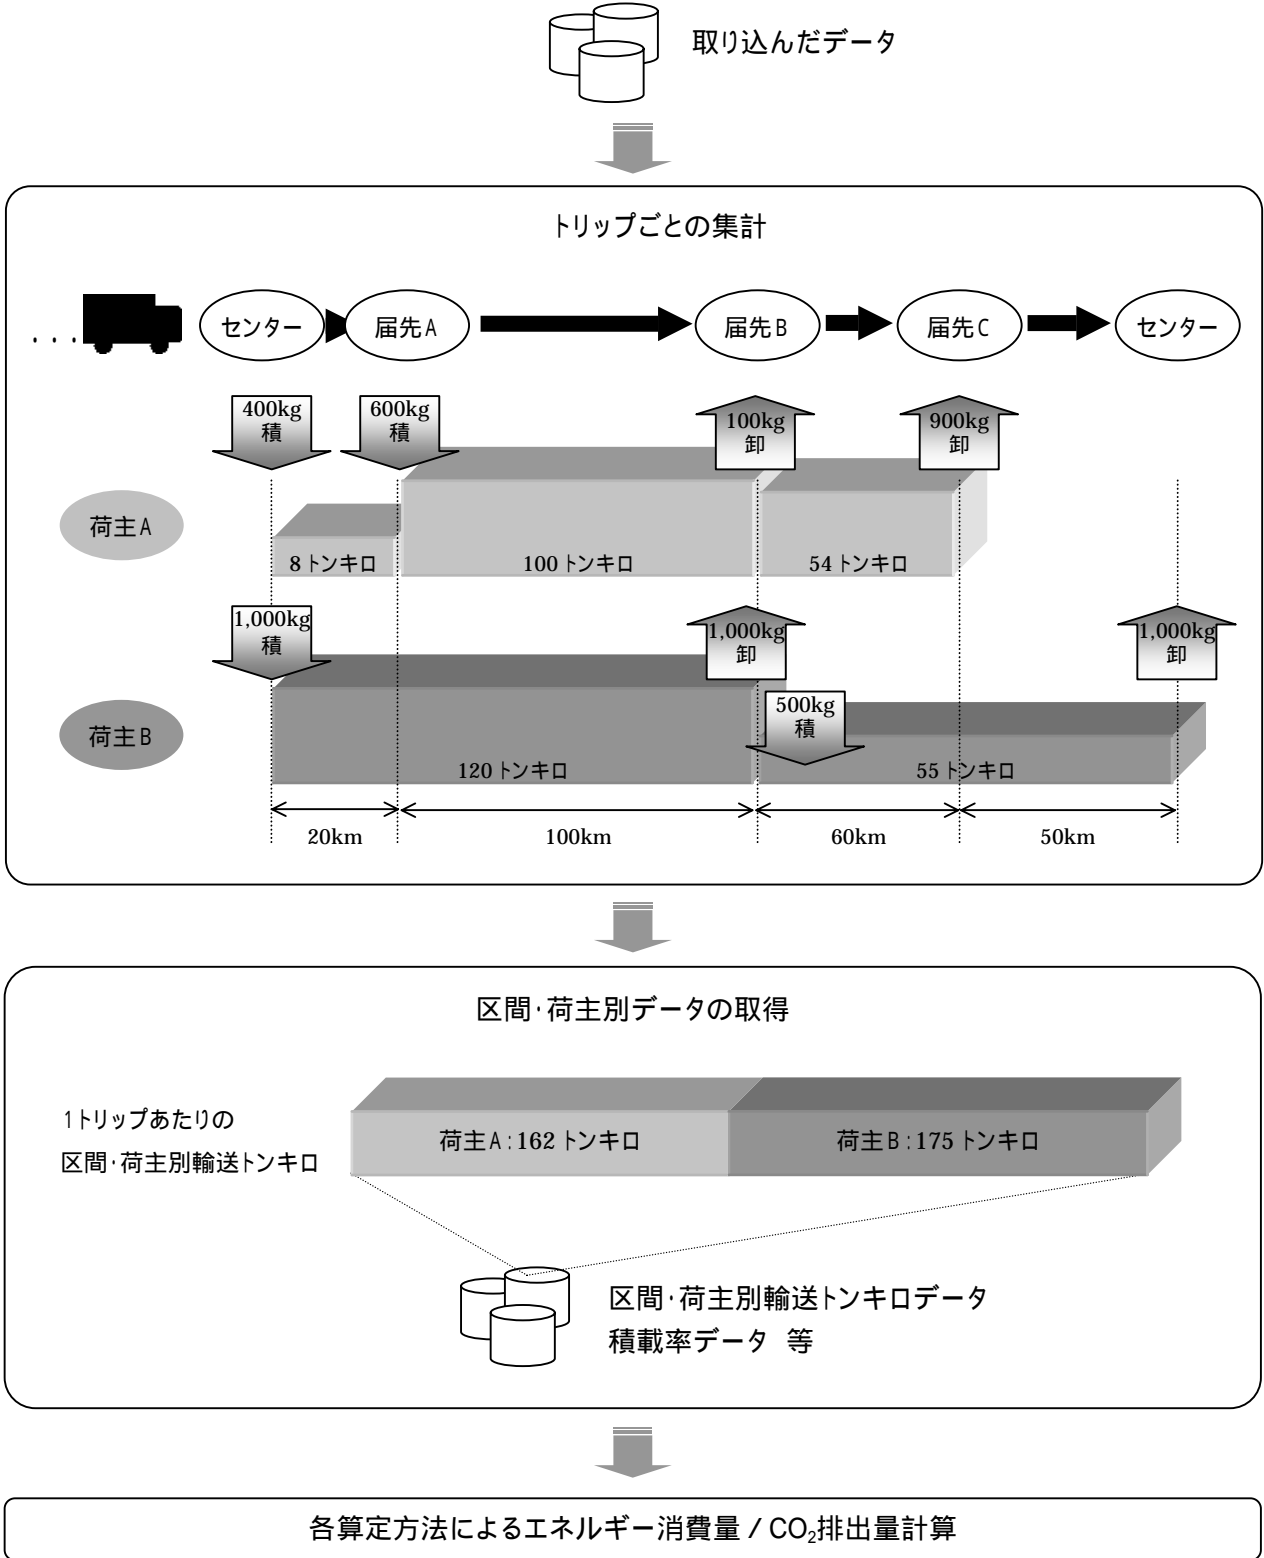 取り込んだデータ
トリップごとの集計
センター
届先A
届先B
届先C
センター
400kg
積
600kg
積
100kg
卸
900kg
卸
荷主A
8トンキロ
100トンキロ
54トンキロ
1,000kg
積
1,000kg
卸
1,000kg
卸
荷主B
500kg
積
120トンキロ
55トンキロ
20km
100km
60km
50km
区間・荷主別データの取得
1トリップあたりの
区間・荷主別輸送トンキロ
荷主A:162トンキロ
荷主B:175トンキロ
区間・荷主別輸送トンキロデータ
積載率データ 等
各算定方法によるエネルギー消費量 / CO₂排出量計算